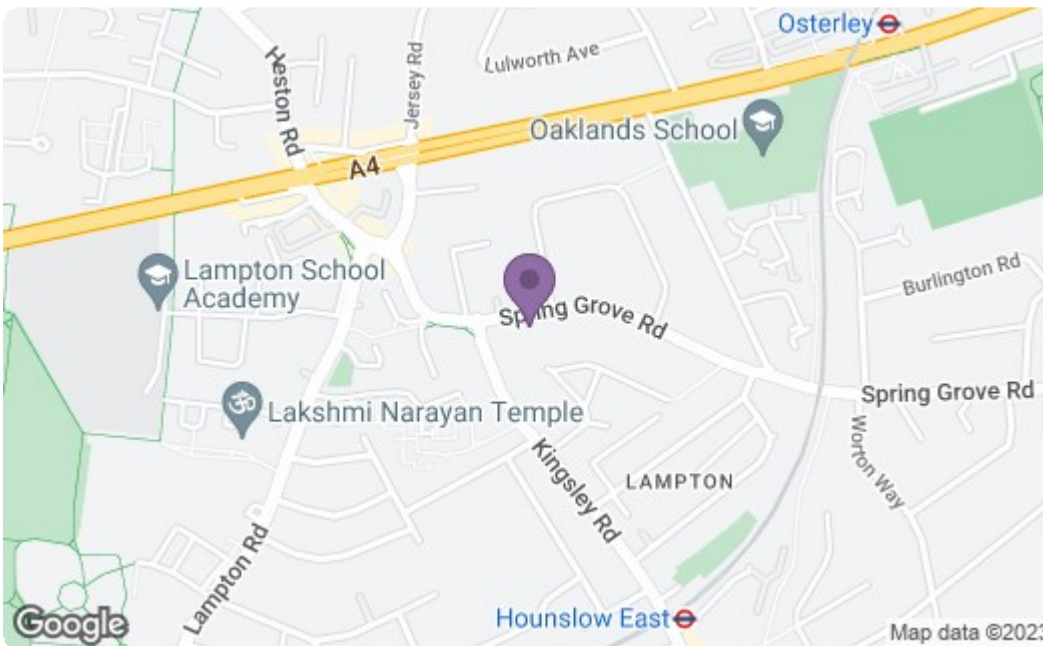 Osterley
Heston Rd
Jersey Rd
Lulworth Ave
Oaklands School
A4
Lampton School
Academy
Burlington Rd
Spring Grove Rd
Spring Grove Rd
Lakshmi Narayan Temple
Kingsley Rd
Worton Way
LAMPTON
Lampton Rd
Hounslow East
Google
Map data ©2023